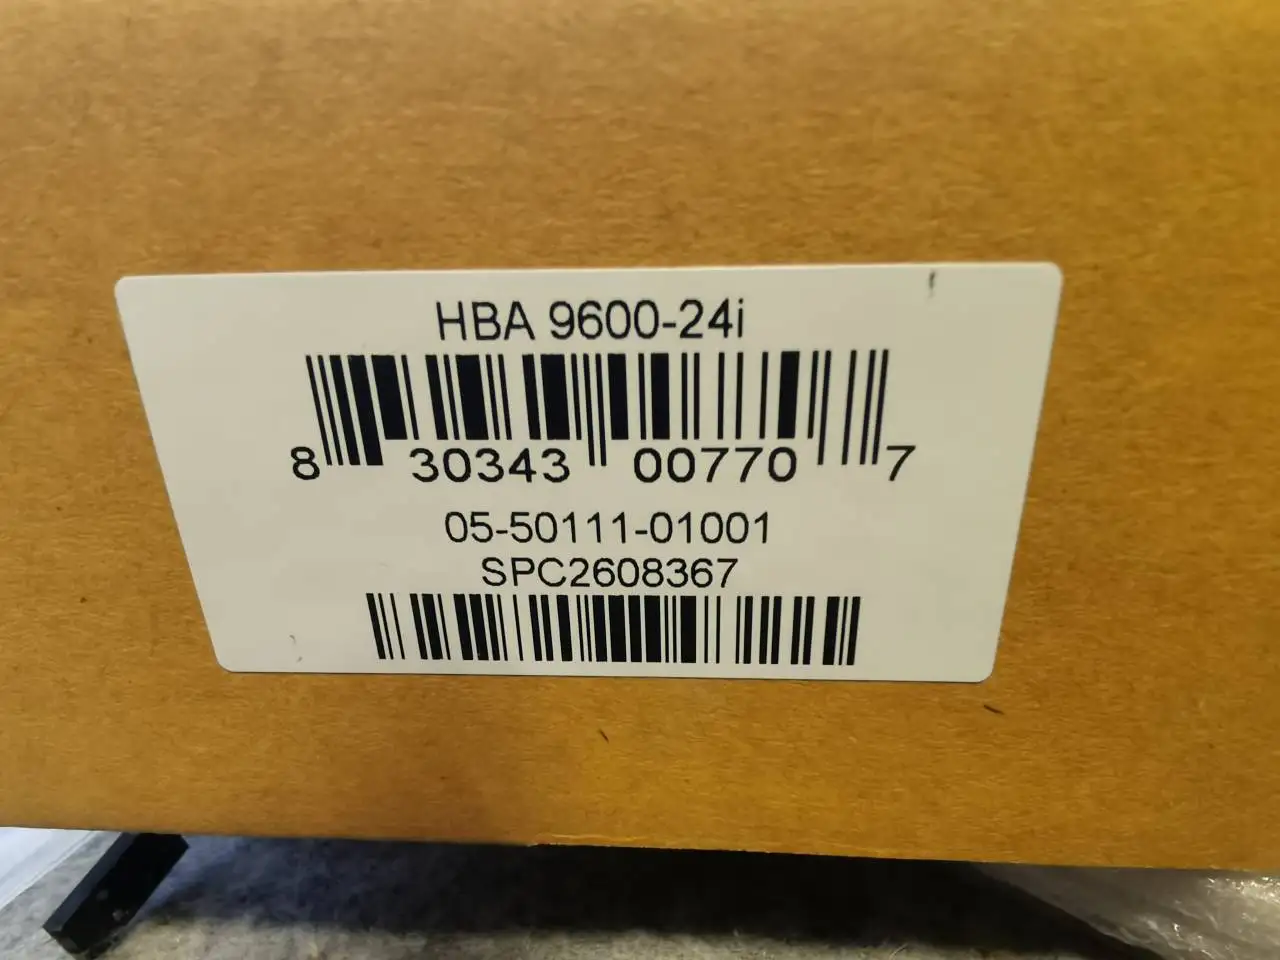 HBA 9600-24i
8 30343 00770 7
05-50111-01001
SPC2608367